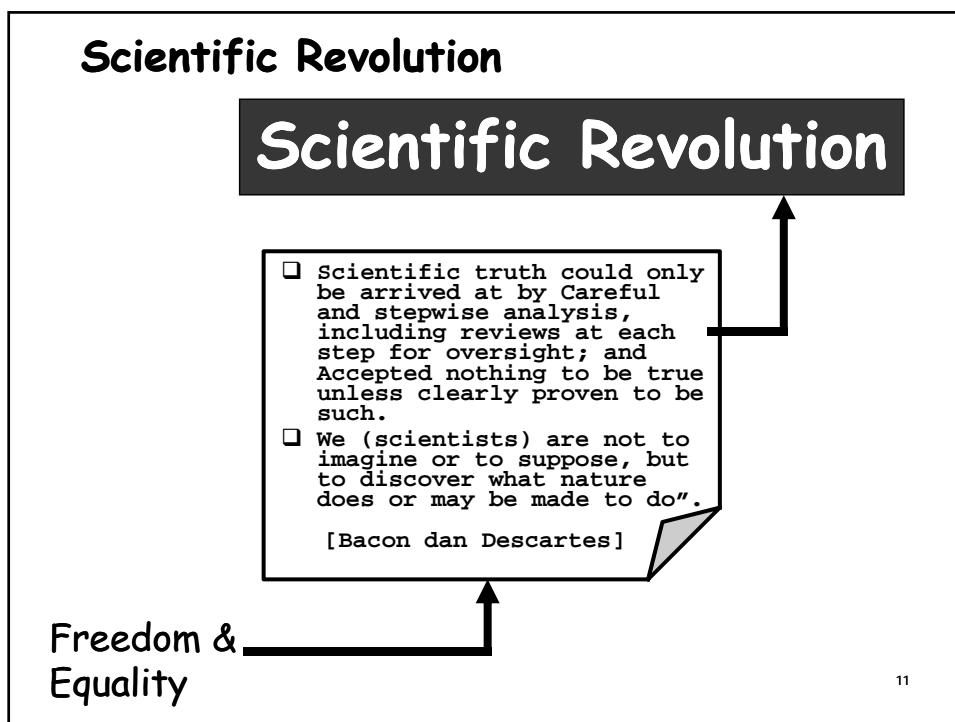 Scientific Revolution
Scientific Revolution
❑ Scientific truth could only
be arrived at by Careful
and stepwise analysis,
including reviews at each
step for oversight; and
Accepted nothing to be true
unless clearly proven to be
such.
❑ We (scientists) are not to
imagine or to suppose, but
to discover what nature
does or may be made to do”.
[Bacon dan Descartes]
Freedom &
Equality
11